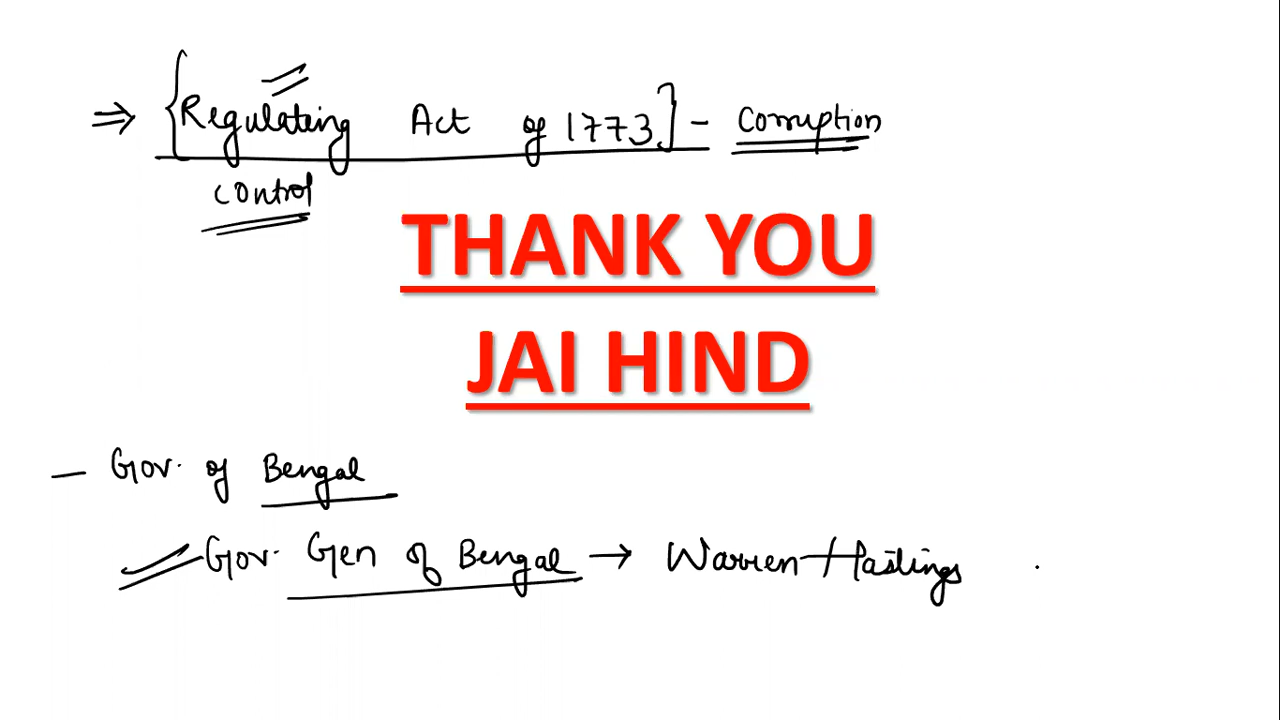 ⇒ {Regulating Act of 1773] - Corruption
control
THANK YOU
JAI HIND
— Gov. of Bengal
Gov. Gen of Bengal → Warren Hastings